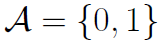 𝒜 = {0, 1}